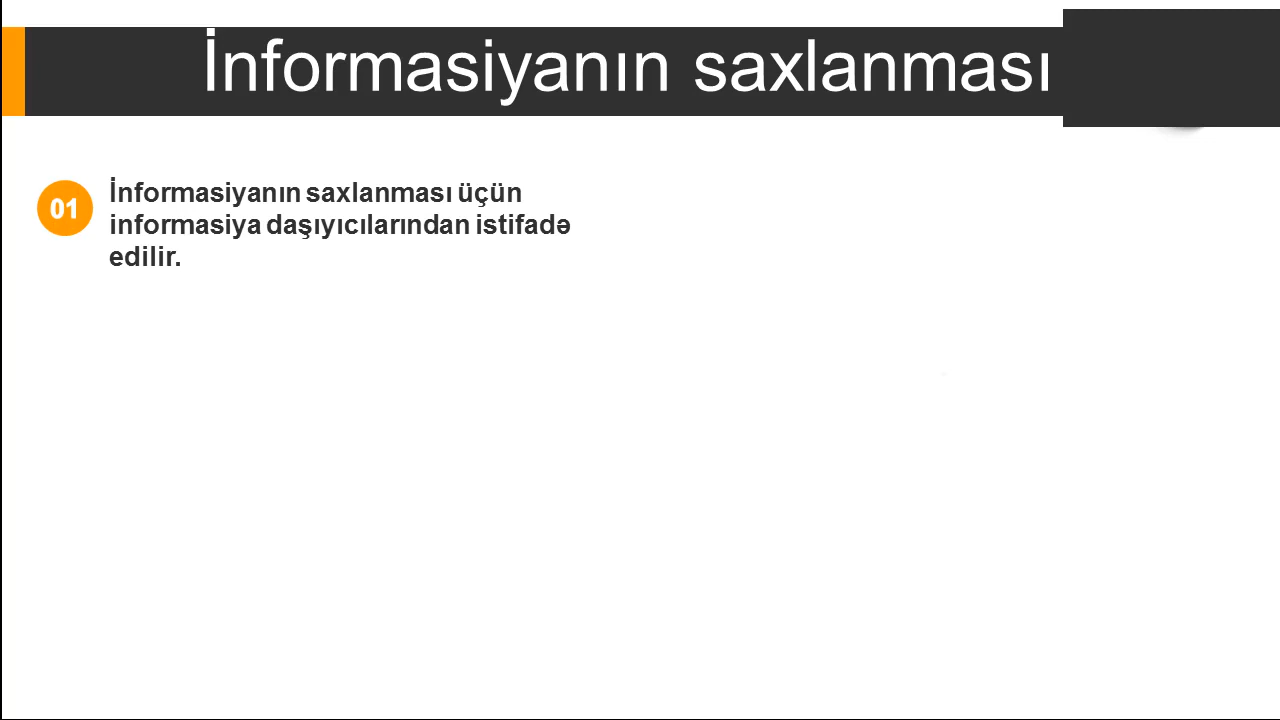 İnformasiyanın saxlanması
01
İnformasiyanın saxlanması üçün
informasiya daşıyıcılarından istifadə
edilir.